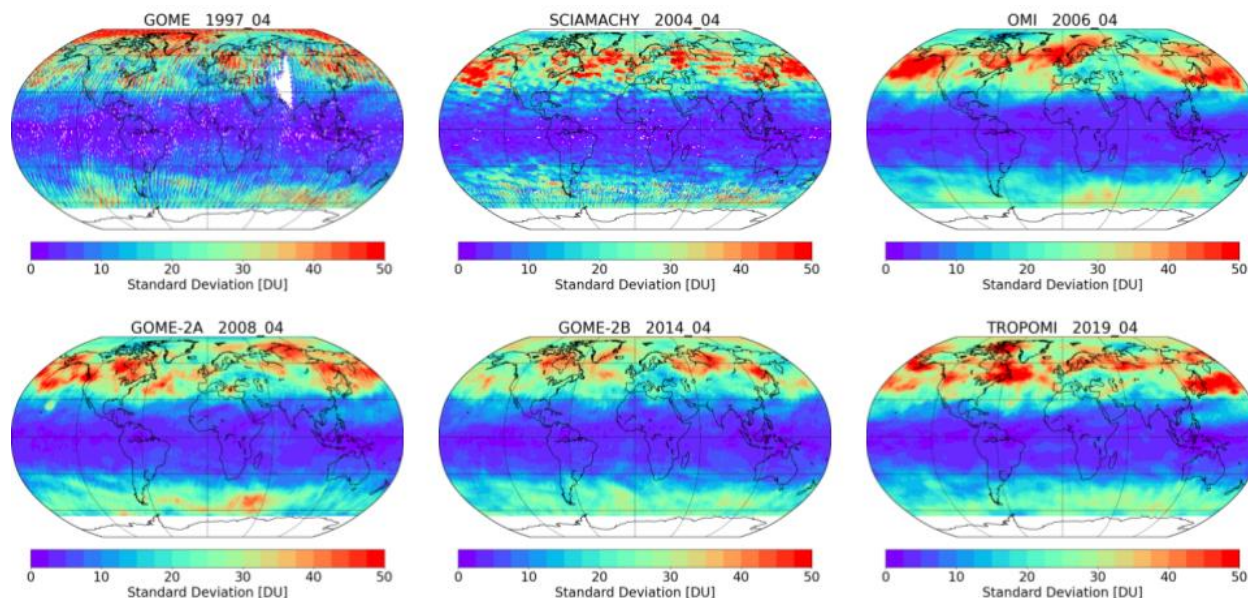 GOME 1997_04
SCIAMACHY 2004_04
OMI 2006_04
0 10 20 30 40 50
Standard Deviation [DU]
0 10 20 30 40 50
Standard Deviation [DU]
0 10 20 30 40 50
Standard Deviation [DU]
GOME-2A 2008_04
GOME-2B 2014_04
TROPOMI 2019_04
0 10 20 30 40 50
Standard Deviation [DU]
0 10 20 30 40 50
Standard Deviation [DU]
0 10 20 30 40 50
Standard Deviation [DU]